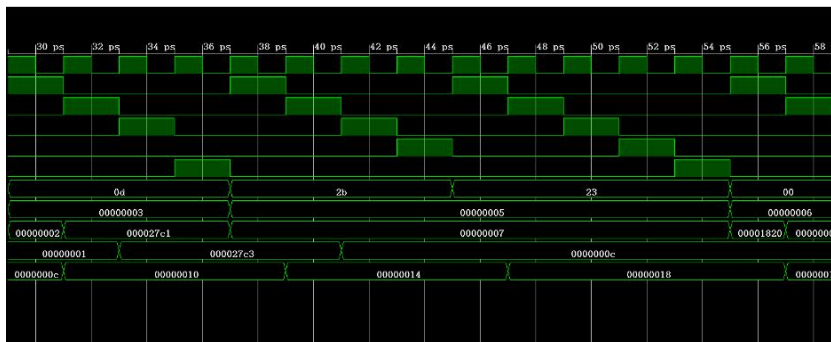 30 ps 32 ps 34 ps 36 ps 38 ps 40 ps 42 ps 44 ps 46 ps 48 ps 50 ps 52 ps 54 ps 56 ps 58
0d 2b 23 00
00000003 00000005 00000006
00000002 000027c1 00000007 00001820
00000001 000027c3 0000000c
0000000c 00000010 00000014 00000018